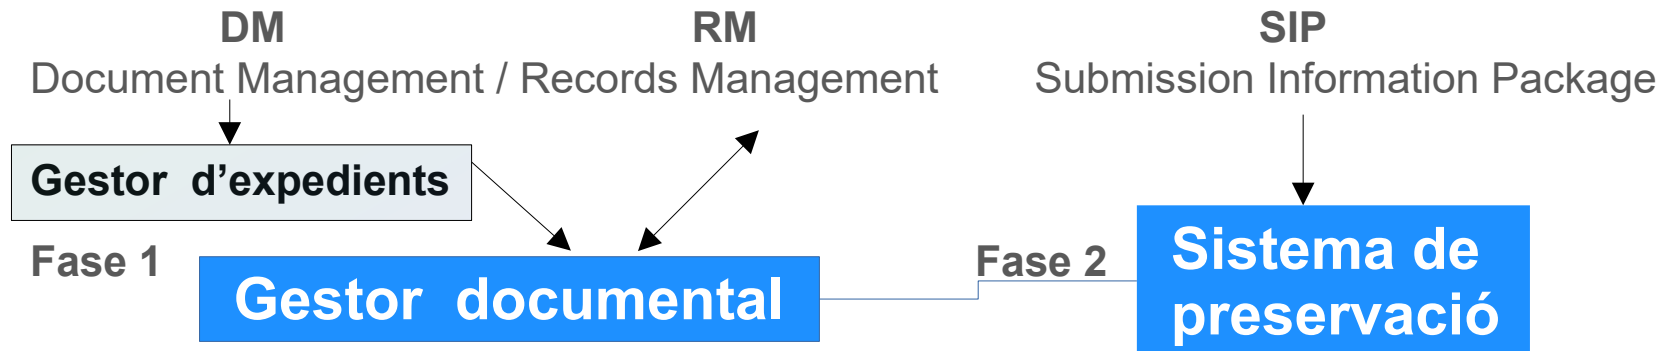 DM RM SIP
Document Management / Records Management Submission Information Package
Gestor d’expedients
Fase 1
Gestor documental
Fase 2
Sistema de
preservació